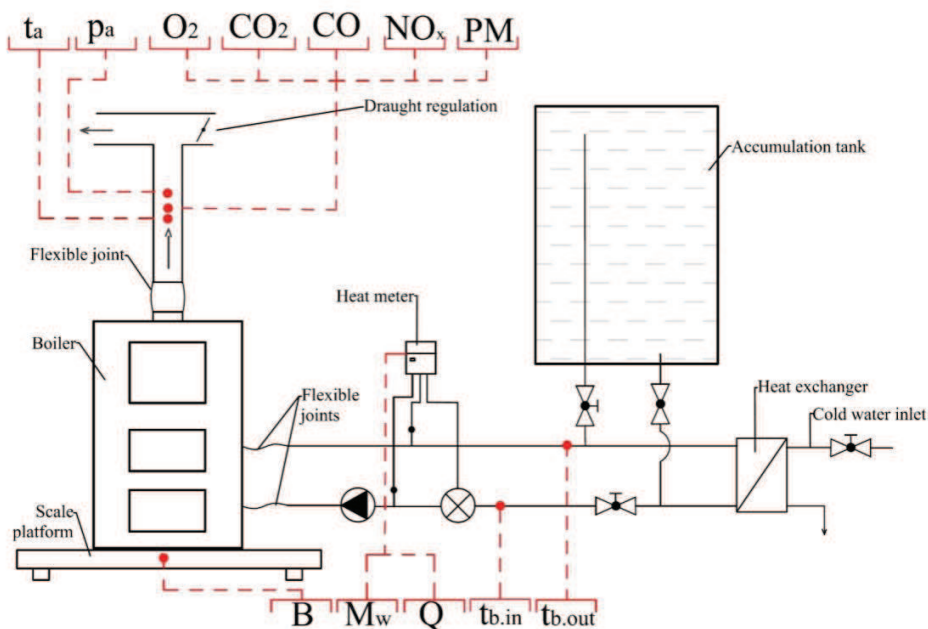 ta pa O₂ CO₂ CO NOₓ PM
Draught regulation
Accumulation tank
Flexible joint
Heat meter
Boiler
Heat exchanger
Flexible
joints
Cold water inlet
Scale
platform
B Mw Q tb.in tb.out